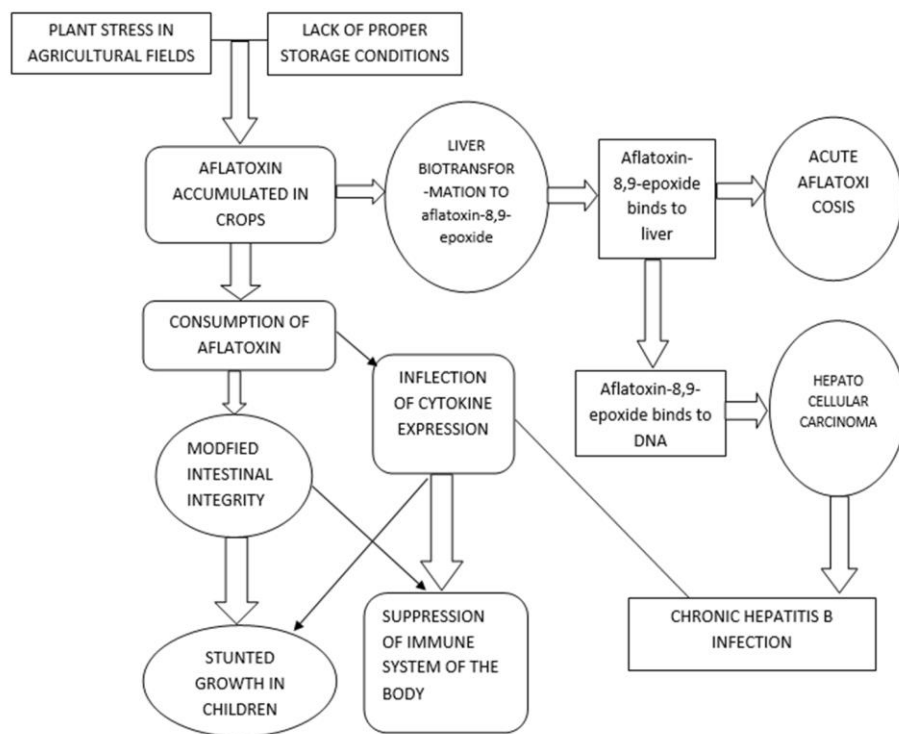 PLANT STRESS IN
AGRICULTURAL FIELDS
LACK OF PROPER
STORAGE CONDITIONS
AFLATOXIN
ACCUMULATED IN
CROPS
LIVER
BIOTRANSFOR
-MATION TO
aflatoxin-8,9-
epoxide
Aflatoxin-
8,9-epoxide
binds to
liver
ACUTE
AFLATOXI
COSIS
CONSUMPTION OF
AFLATOXIN
INFLECTION
OF CYTOKINE
EXPRESSION
Aflatoxin-8,9-
epoxide binds to
DNA
HEPATO
CELLULAR
CARCINOMA
MODFIED
INTESTINAL
INTEGRITY
STUNTED
GROWTH IN
CHILDREN
SUPPRESSION
OF IMMUNE
SYSTEM OF THE
BODY
CHRONIC HEPATITIS B
INFECTION